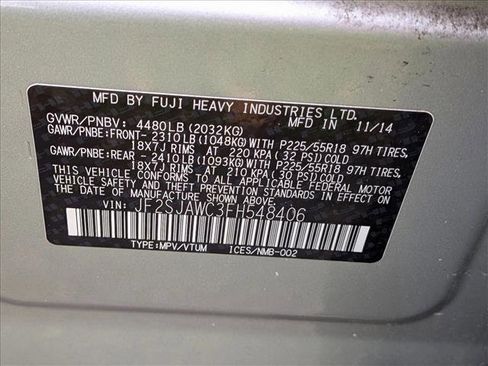 MFD BY FUJI HEAVY INDUSTRIES LTD.
MFD IN 11/14
GVWR/PNBV: 4480LB(2032KG)
GAWR/PNBE:FRONT-2310LB(1048KG)WITH P225/55R18 97H TIRES,
18X7J RIMS AT 220 KPA(32 PSI)COLD
GAWR/PNBE:REAR -2410LB(1093KG)WITH P225/55R18 97H TIRES,
18X7J RIMS AT 210 KPA(30 PSI)COLD
THIS VEHICLE CONFORMS TO ALL APPLICABLE FEDERAL MOTOR
VEHICLE SAFETY, BUMPER, AND THEFT PREVENTION STANDARDS
IN EFFECT ON THE DATE OF MANUFACTURE SHOWN ABOVE.
VIN: JF2SJAWC3FH548406
TYPE:MPV/VTUM ICES/NMB-002